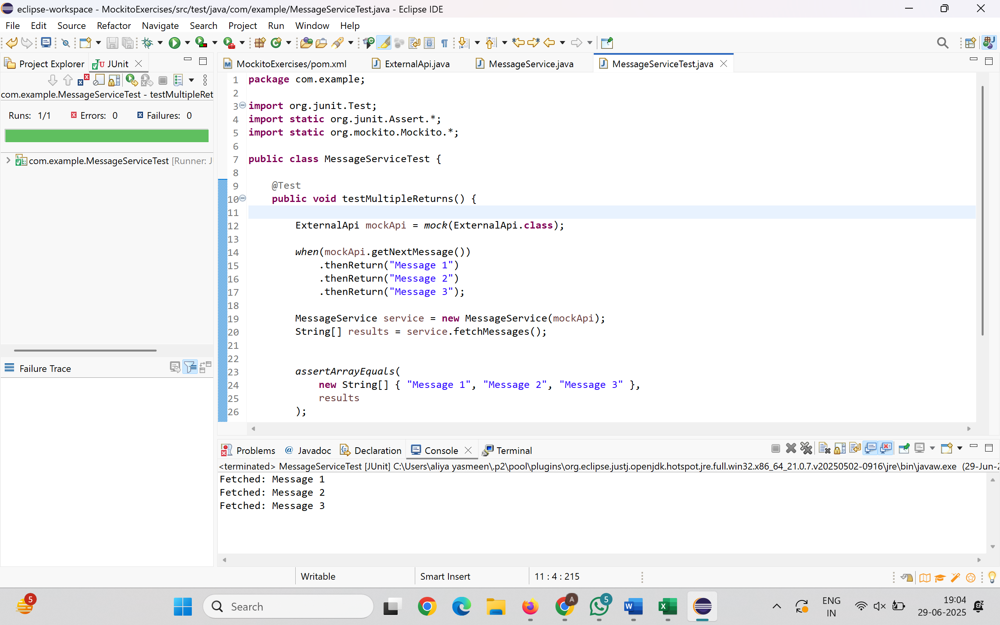 eclipse-workspace - MockitoExercises/src/test/java/com/example/MessageServiceTest.java - Eclipse IDE
File Edit Source Refactor Navigate Search Project Run Window Help
Project Explorer JUnit
com.example.MessageServiceTest - testMultipleRet
Runs: 1/1 Errors: 0 Failures: 0
com.example.MessageServiceTest [Runner: J
Failure Trace
MockitoExercises/pom.xml ExternalApi.java MessageService.java MessageServiceTest.java
1 package com.example;
2
3 import org.junit.Test;
4 import static org.junit.Assert.*;
5 import static org.mockito.Mockito.*;
6
7 public class MessageServiceTest {
8
9 @Test
10 public void testMultipleReturns() {
11
12 ExternalApi mockApi = mock(ExternalApi.class);
13
14 when(mockApi.getNextMessage())
15 .thenReturn("Message 1")
16 .thenReturn("Message 2")
17 .thenReturn("Message 3");
18
19 MessageService service = new MessageService(mockApi);
20 String[] results = service.fetchMessages();
21
22
23 assertArrayEquals(
24 new String[] { "Message 1", "Message 2", "Message 3" },
25 results
26 );
Problems Javadoc Declaration Console Terminal
<terminated> MessageServiceTest [JUnit] C:\Users\aliya yasmeen\.p2\pool\plugins\org.eclipse.justj.openjdk.hotspot.jre.full.win32.x86_64_21.0.7.v20250502-0916\jre\bin\javaw.exe (29-Jun-2
Fetched: Message 1
Fetched: Message 2
Fetched: Message 3
Writable Smart Insert 11 : 4 : 215
5
Search
A
5
W
X
ENG
IN
19:04
29-06-2025